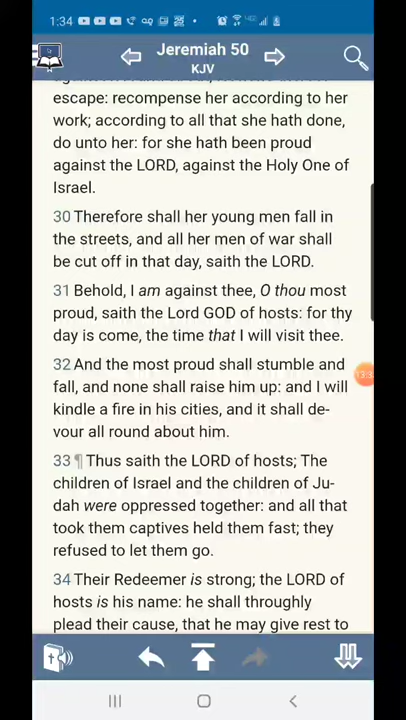 1:34
Jeremiah 50
KJV
escape: recompense her according to her
work; according to all that she hath done,
do unto her: for she hath been proud
against the LORD, against the Holy One of
Israel.
30 Therefore shall her young men fall in
the streets, and all her men of war shall
be cut off in that day, saith the LORD.
31 Behold, I am against thee, O thou most
proud, saith the Lord GOD of hosts: for thy
day is come, the time that I will visit thee.
32 And the most proud shall stumble and
fall, and none shall raise him up: and I will
kindle a fire in his cities, and it shall de-
vour all round about him.
33 ¶ Thus saith the LORD of hosts; The
children of Israel and the children of Ju-
dah were oppressed together: and all that
took them captives held them fast; they
refused to let them go.
34 Their Redeemer is strong; the LORD of
hosts is his name: he shall throughly
plead their cause, that he may give rest to